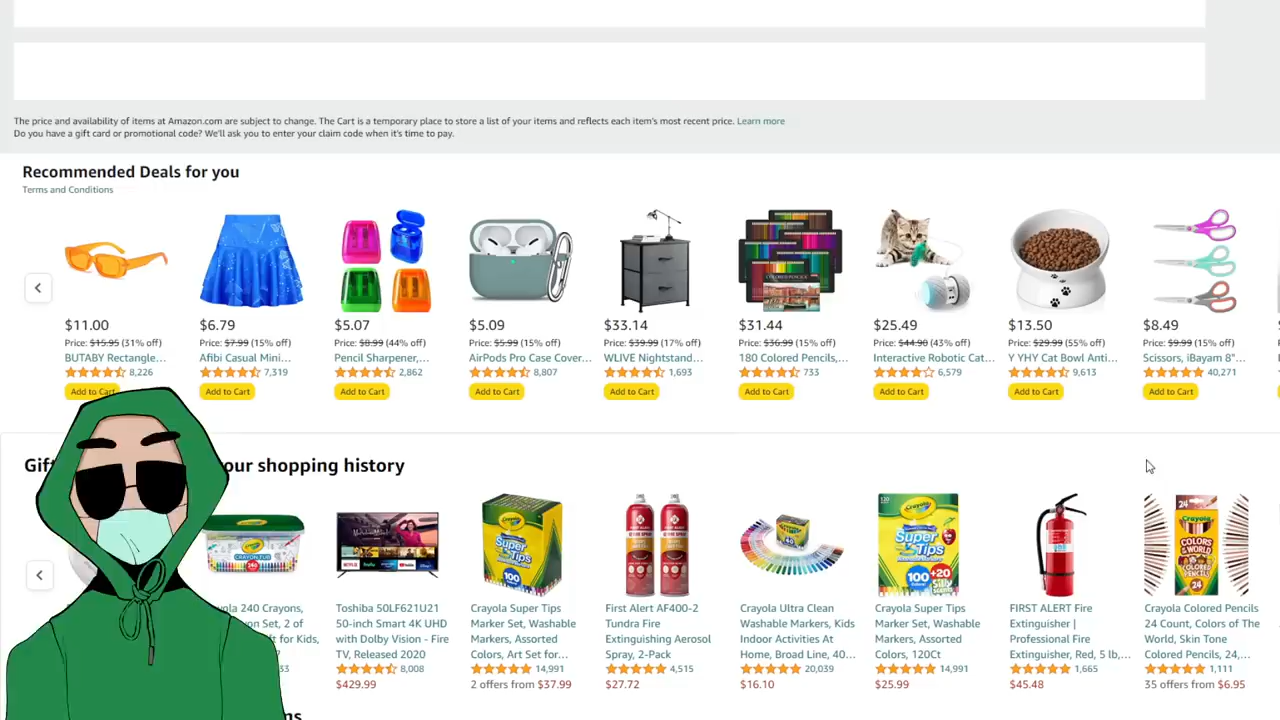 The price and availability of items at Amazon.com are subject to change. The Cart is a temporary place to store a list of your items and reflects each item's most recent price. Learn more
Do you have a gift card or promotional code? We'll ask you to enter your claim code when it's time to pay.
Recommended Deals for you
Terms and Conditions
$11.00
Price: $15.95 (31% off)
BUTABY Rectangle...
8,226
Add to Cart
$6.79
Price: $7.99 (15% off)
Afibi Casual Mini...
7,319
Add to Cart
$5.07
Price: $8.99 (44% off)
Pencil Sharpener,...
2,862
Add to Cart
$5.09
Price: $5.99 (15% off)
AirPods Pro Case Cover...
8,807
Add to Cart
$33.14
Price: $39.99 (17% off)
WLIVE Nightstand...
1,693
Add to Cart
$31.44
Price: $36.99 (15% off)
180 Colored Pencils,...
733
Add to Cart
$25.49
Price: $44.90 (43% off)
Interactive Robotic Cat...
6,579
Add to Cart
$13.50
Price: $29.99 (55% off)
Y YHY Cat Bowl Anti...
9,613
Add to Cart
$8.49
Price: $9.99 (15% off)
Scissors, iBayam 8"...
40,271
Add to Cart
our shopping history
240 Crayons,
Set, 2 of
for Kids,
Toshiba 50LF621U21
50-inch Smart 4K UHD
with Dolby Vision - Fire
TV, Released 2020
8,008
$429.99
Crayola Super Tips
Marker Set, Washable
Markers, Assorted
Colors, Art Set for...
14,991
2 offers from $37.99
First Alert AF400-2
Tundra Fire
Extinguishing Aerosol
Spray, 2-Pack
4,515
$27.72
Crayola Ultra Clean
Washable Markers, Kids
Indoor Activities At
Home, Broad Line, 40...
20,039
$16.10
Crayola Super Tips
Marker Set, Washable
Markers, Assorted
Colors, 120Ct
14,991
$25.99
FIRST ALERT Fire
Extinguisher |
Professional Fire
Extinguisher, Red, 5 lb,...
1,665
$45.48
Crayola Colored Pencils
24 Count, Colors of The
World, Skin Tone
Colored Pencils, 24,...
1,111
35 offers from $6.95